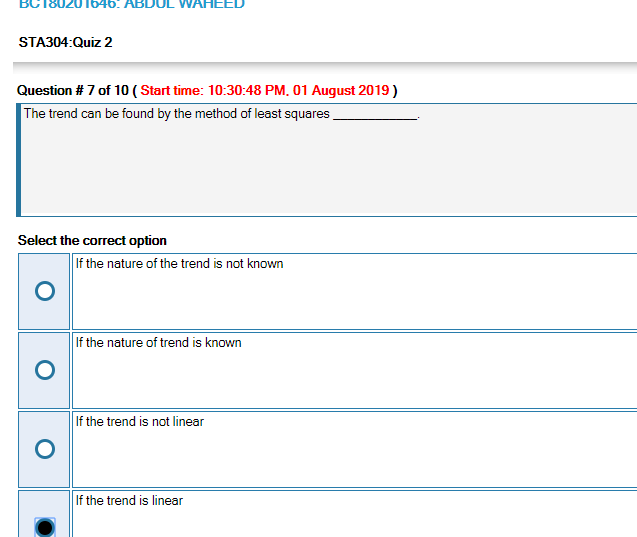 BC180201646: ABDUL WAHEED
STA304:Quiz 2
Question # 7 of 10 ( Start time: 10:30:48 PM, 01 August 2019 )
The trend can be found by the method of least squares ____________.
Select the correct option
If the nature of the trend is not known
If the nature of trend is known
If the trend is not linear
If the trend is linear